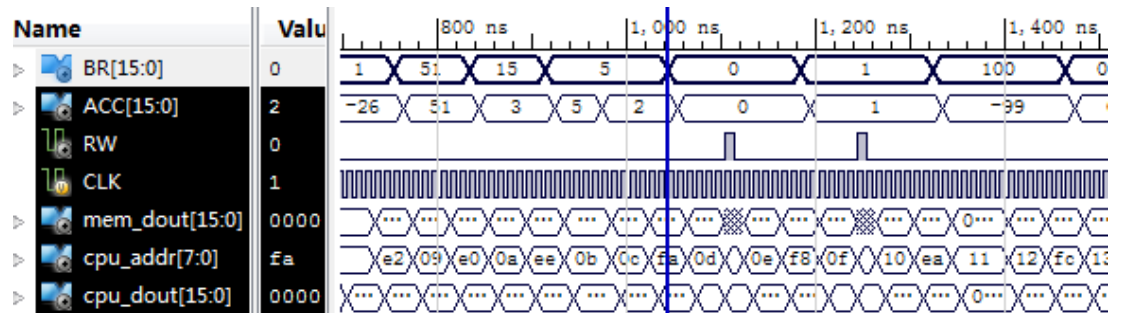 Name Valu 800 ns 1,000 ns 1,200 ns 1,400 ns
BR[15:0] 0 1 51 15 5 0 1 100 0
ACC[15:0] 2 -26 51 3 5 2 0 1 -99
RW 0
CLK 1
mem_dout[15:0] 0000 ... ... ... ... ... ... ... ... ... ... ... ... 0... ... ... ...
cpu_addr[7:0] fa e2 09 e0 0a ee 0b 0c fa 0d 0e f8 0f 10 ea 11 12 fc 13
cpu_dout[15:0] 0000 ... ... ... ... ... ... ... ... ... ... ... ... 0... ... ... ...